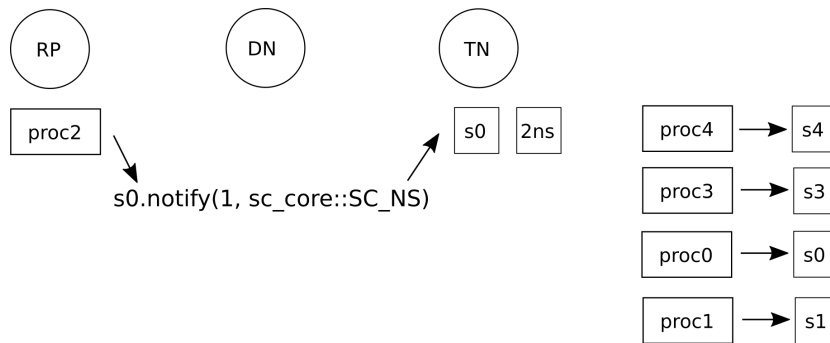 RP
DN
TN
proc2
s0
2ns
proc4
s4
s0.notify(1, sc_core::SC_NS)
proc3
s3
proc0
s0
proc1
s1